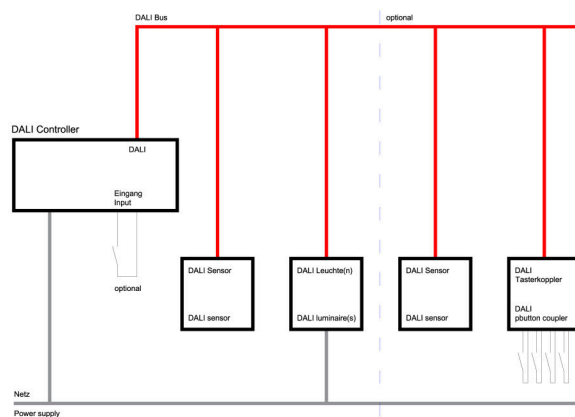 DALI Bus
optional
DALI Controller
DALI
Eingang
Input
optional
DALI Sensor
DALI sensor
DALI Leuchte(n)
DALI luminaire(s)
DALI Sensor
DALI sensor
DALI
Tasterkoppler
DALI
pbutton coupler
Netz
Power supply